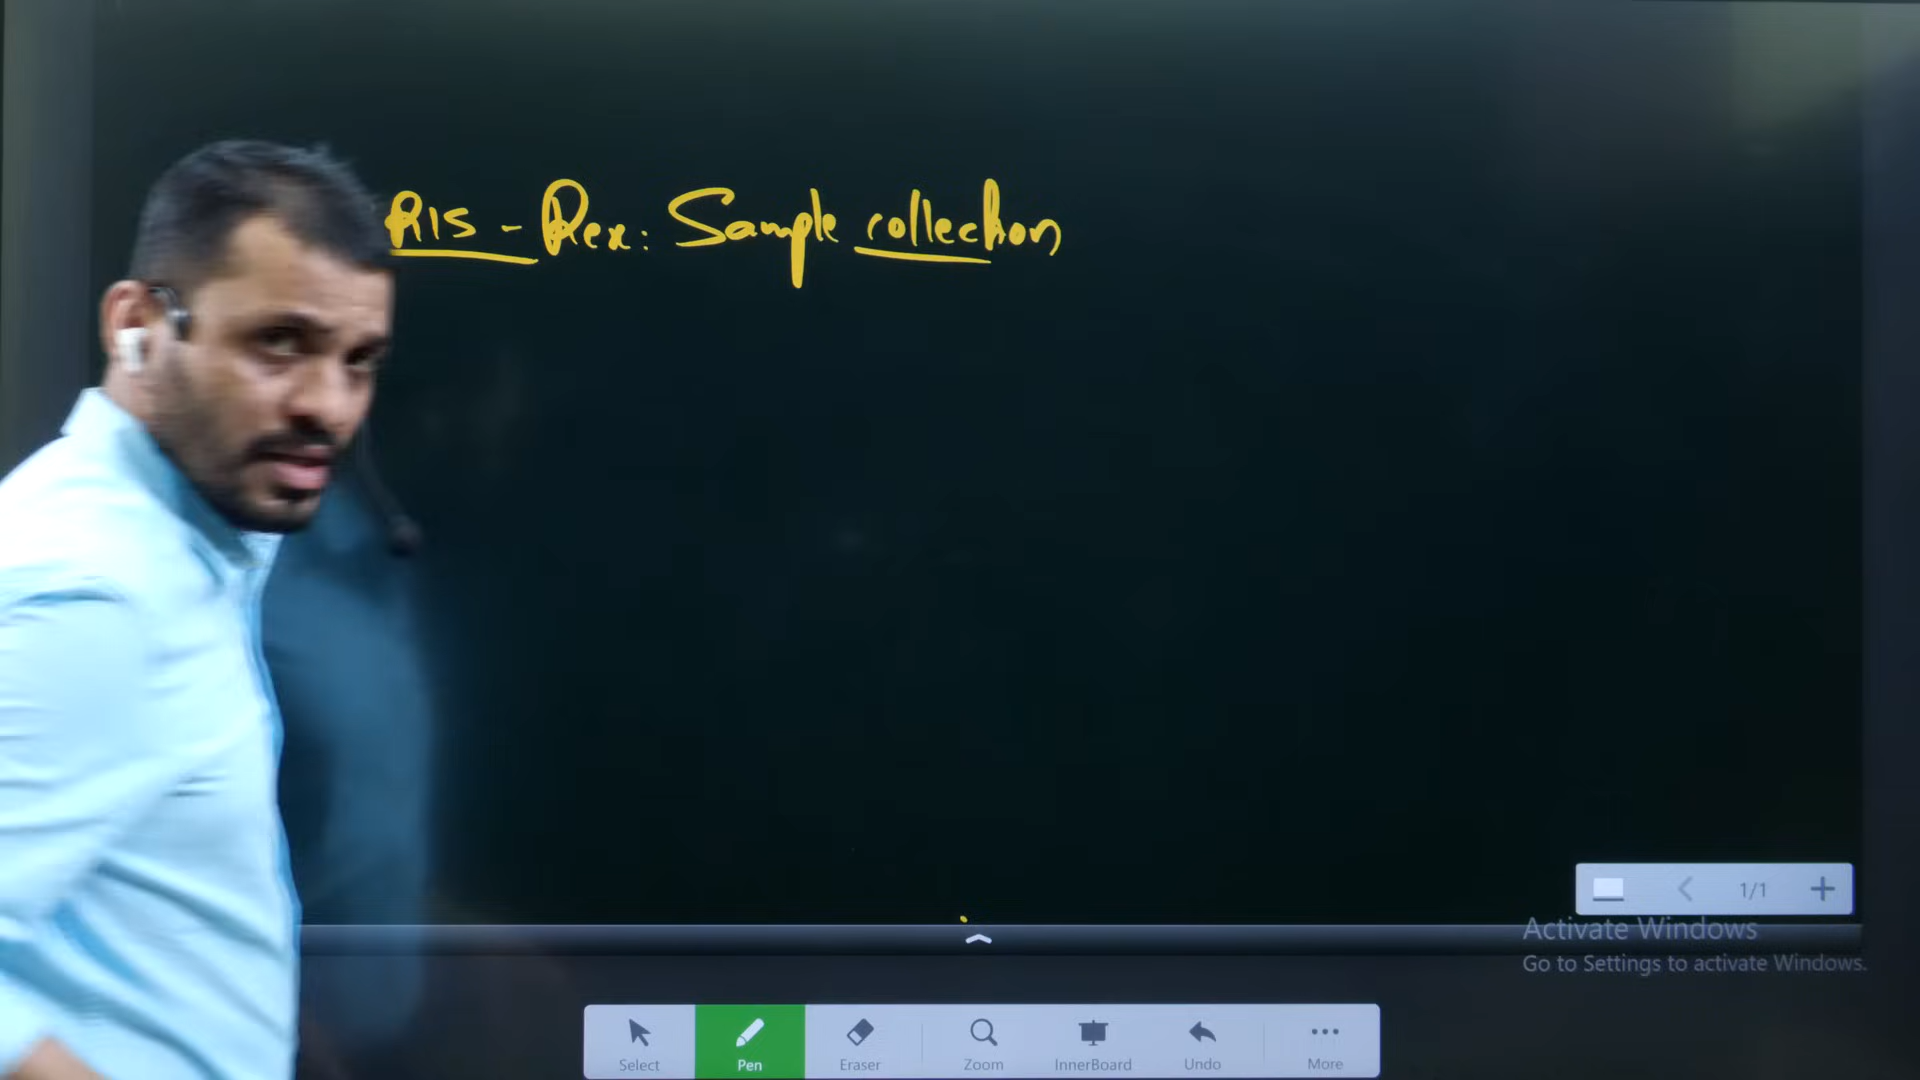 RIS - Rex: Sample collection
1/1
Activate Windows
Go to Settings to activate Windows.
Select Pen Eraser Zoom InnerBoard Undo More